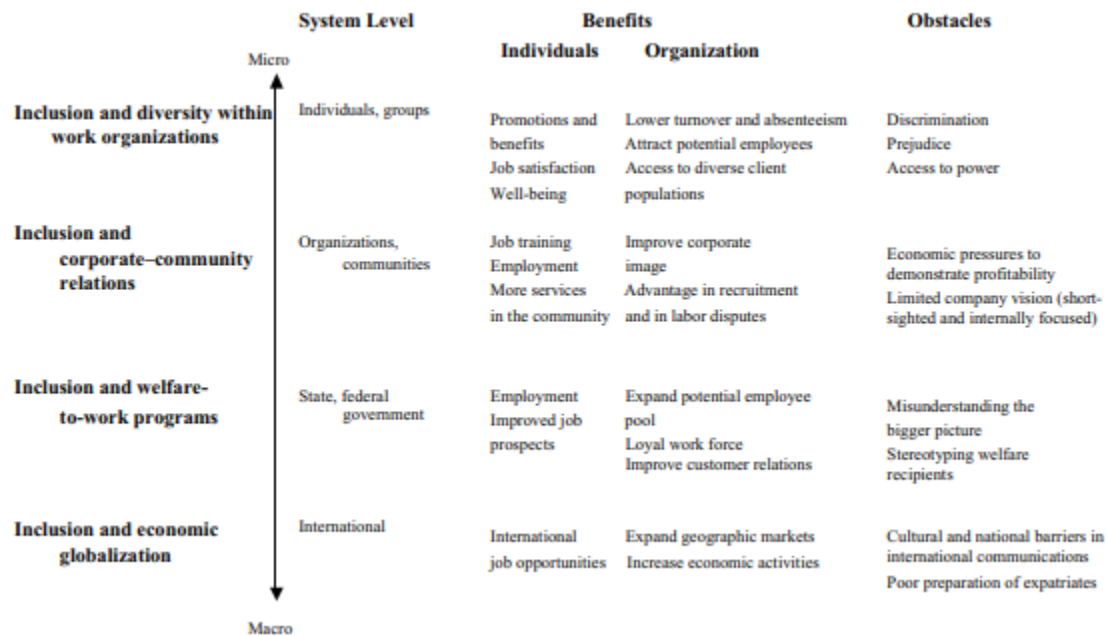 System Level
Benefits
Obstacles
Individuals
Organization
Micro
Inclusion and diversity within
work organizations
Individuals, groups
Promotions and
benefits
Job satisfaction
Well-being
Lower turnover and absenteeism
Attract potential employees
Access to diverse client
populations
Discrimination
Prejudice
Access to power
Inclusion and
corporate–community
relations
Organizations,
communities
Job training
Employment
More services
in the community
Improve corporate
image
Advantage in recruitment
and in labor disputes
Economic pressures to
demonstrate profitability
Limited company vision (short-
sighted and internally focused)
Inclusion and welfare-
to-work programs
State, federal
government
Employment
Improved job
prospects
Expand potential employee
pool
Loyal work force
Improve customer relations
Misunderstanding the
bigger picture
Stereotyping welfare
recipients
Inclusion and economic
globalization
International
International
job opportunities
Expand geographic markets
Increase economic activities
Cultural and national barriers in
international communications
Poor preparation of expatriates
Macro